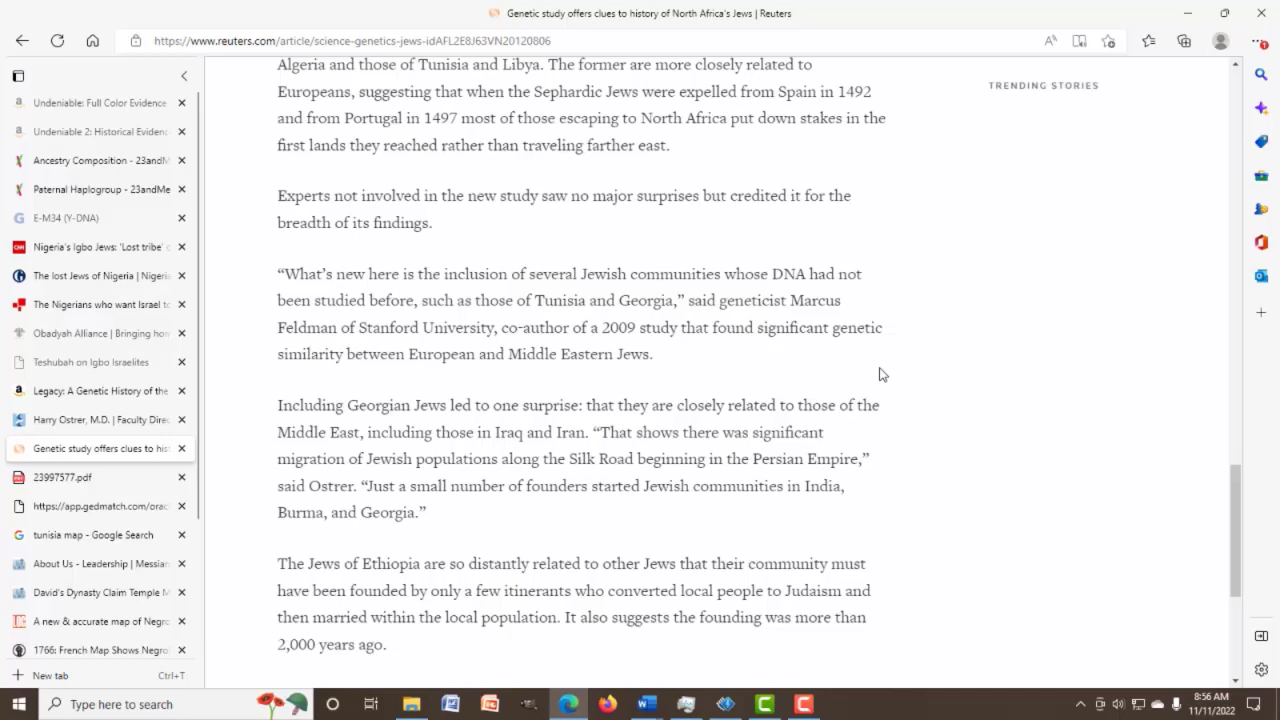 Genetic study offers clues to history of North Africa's Jews | Reuters
https://www.reuters.com/article/science-genetics-jews-idAFL2E8J63VN20120806
Undeniable: Full Color Evidence
Undeniable 2: Historical Evidenc
Ancestry Composition - 23andM
Paternal Haplogroup - 23andMe
E-M34 (Y-DNA)
Nigeria's Igbo Jews: 'Lost tribe'
The lost Jews of Nigeria | Nigeri
The Nigerians who want Israel to
Obadyah Alliance | Bringing ho
Teshubah on Igbo Israelites
Legacy: A Genetic History of the
Harry Ostrer, M.D. | Faculty Dire
Genetic study offers clues to his
23997577.pdf
https://app.gedmatch.com/ora
tunisia map - Google Search
About Us - Leadership | Messia
David's Dynasty Claim Temple M
A new & accurate map of Negro
1766: French Map Shows Negro
New tab Ctrl+T
Algeria and those of Tunisia and Libya. The former are more closely related to
Europeans, suggesting that when the Sephardic Jews were expelled from Spain in 1492
and from Portugal in 1497 most of those escaping to North Africa put down stakes in the
first lands they reached rather than traveling farther east.
Experts not involved in the new study saw no major surprises but credited it for the
breadth of its findings.
“What’s new here is the inclusion of several Jewish communities whose DNA had not
been studied before, such as those of Tunisia and Georgia,” said geneticist Marcus
Feldman of Stanford University, co-author of a 2009 study that found significant genetic
similarity between European and Middle Eastern Jews.
Including Georgian Jews led to one surprise: that they are closely related to those of the
Middle East, including those in Iraq and Iran. “That shows there was significant
migration of Jewish populations along the Silk Road beginning in the Persian Empire,”
said Ostrer. “Just a small number of founders started Jewish communities in India,
Burma, and Georgia.”
The Jews of Ethiopia are so distantly related to other Jews that their community must
have been founded by only a few itinerants who converted local people to Judaism and
then married within the local population. It also suggests the founding was more than
2,000 years ago.
TRENDING STORIES
Type here to search
8:56 AM
11/11/2022